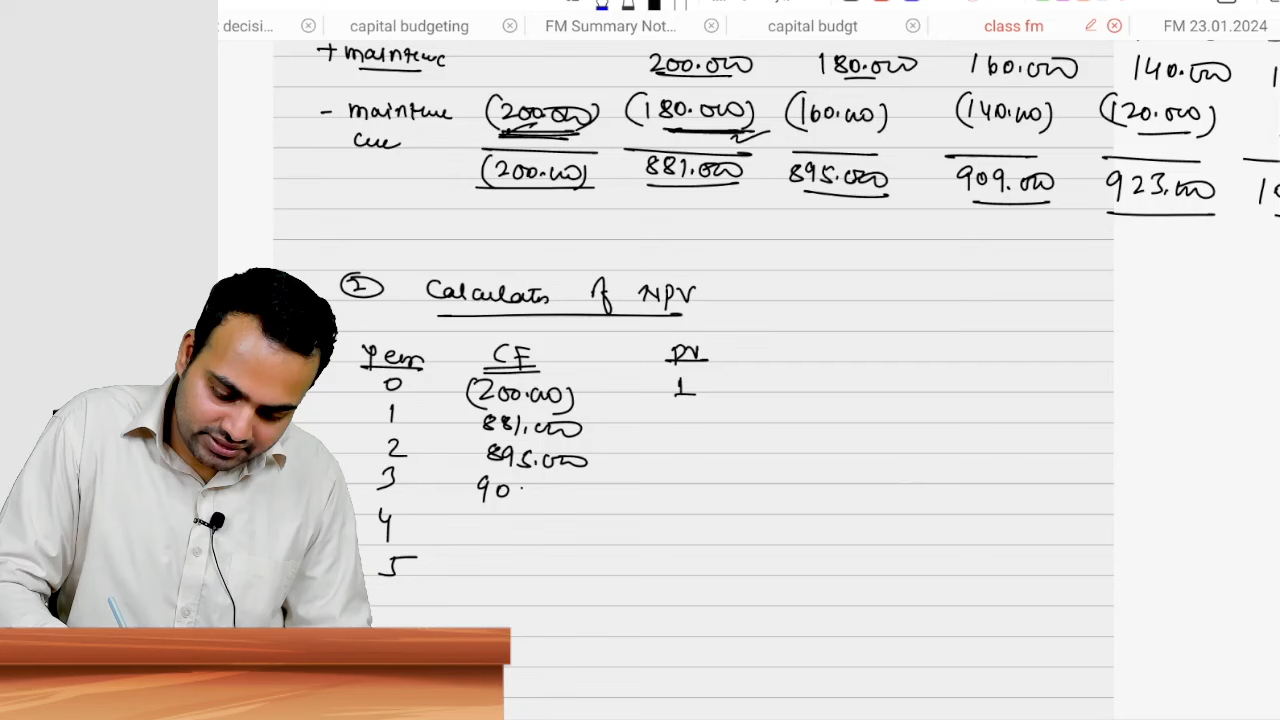 t decisi... capital budgeting FM Summary Not... capital budgt class fm FM 23.01.2024
+ maintenc 200.000 180.000 160.000 140.000
- maintenc (200.000) (180.000) (160.000) (140.000) (120.000)
(200.000) 881.000 895.000 909.000 923.000
② Calculation of NPV
Year CF PV
0 (200.000) 1
1 881.000
2 895.000
3 90.
4
5